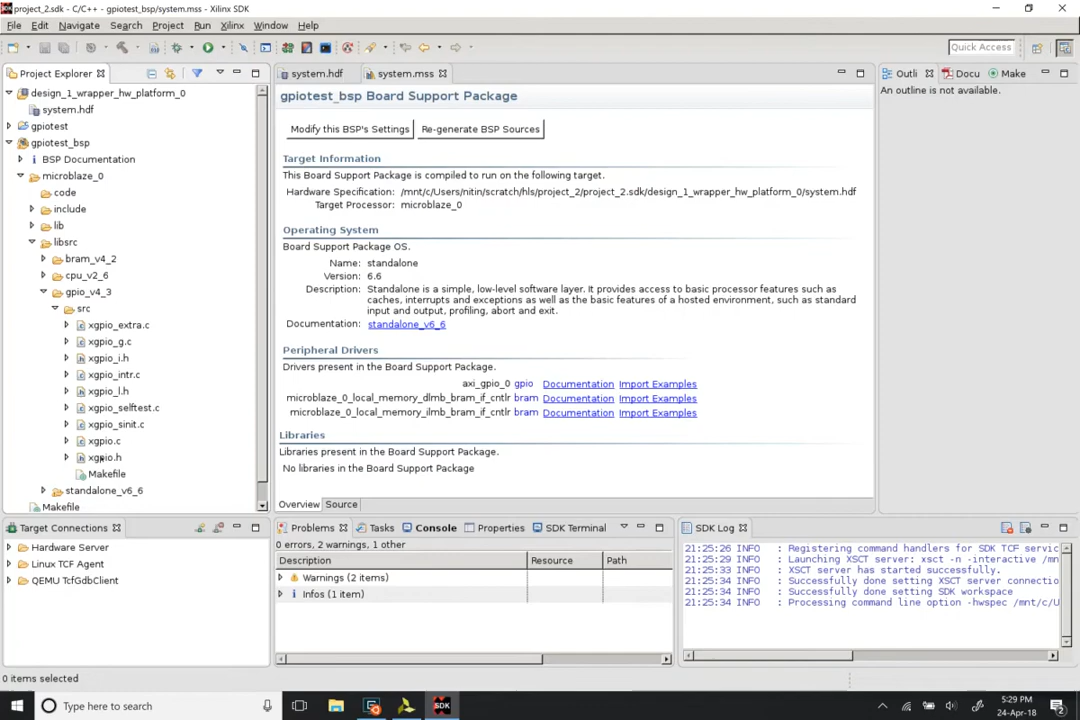 project_2.sdk - C/C++ - gpiotest_bsp/system.mss - Xilinx SDK
File Edit Navigate Search Project Run Xilinx Window Help
Quick Access
Project Explorer
design_1_wrapper_hw_platform_0
system.hdf
gpiotest
gpiotest_bsp
BSP Documentation
microblaze_0
code
include
lib
libsrc
bram_v4_2
cpu_v2_6
gpio_v4_3
src
xgpio_extra.c
xgpio_g.c
xgpio_i.h
xgpio_intr.c
xgpio_l.h
xgpio_selftest.c
xgpio_sinit.c
xgpio.c
xgpio.h
Makefile
standalone_v6_6
Makefile
system.hdf system.mss
gpiotest_bsp Board Support Package
Modify this BSP's Settings Re-generate BSP Sources
Target Information
This Board Support Package is compiled to run on the following target.
Hardware Specification: /mnt/c/Users/nitin/scratch/hls/project_2/project_2.sdk/design_1_wrapper_hw_platform_0/system.hdf
Target Processor: microblaze_0
Operating System
Board Support Package OS.
Name: standalone
Version: 6.6
Description: Standalone is a simple, low-level software layer. It provides access to basic processor features such as
caches, interrupts and exceptions as well as the basic features of a hosted environment, such as standard
input and output, profiling, abort and exit.
Documentation: standalone_v6_6
Peripheral Drivers
Drivers present in the Board Support Package.
axi_gpio_0 gpio Documentation Import Examples
microblaze_0_local_memory_dlmb_bram_if_cntlr bram Documentation Import Examples
microblaze_0_local_memory_ilmb_bram_if_cntlr bram Documentation Import Examples
Libraries
Libraries present in the Board Support Package.
No libraries in the Board Support Package
Overview Source
Outli Docu Make
An outline is not available.
Target Connections
Hardware Server
Linux TCF Agent
QEMU TcfGdbClient
Problems Tasks Console Properties SDK Terminal
0 errors, 2 warnings, 1 other
Description Resource Path
Warnings (2 items)
Infos (1 item)
SDK Log
21:25:26 INFO : Registering command handlers for SDK TCF servic
21:25:29 INFO : Launching XSCT server: xsct -n -interactive /mn
21:25:33 INFO : XSCT server has started successfully.
21:25:34 INFO : Successfully done setting XSCT server connectio
21:25:34 INFO : Successfully done setting SDK workspace
21:25:34 INFO : Processing command line option -hwspec /mnt/c/U
0 items selected
Type here to search
SDK
5:29 PM
24-Apr-18
2